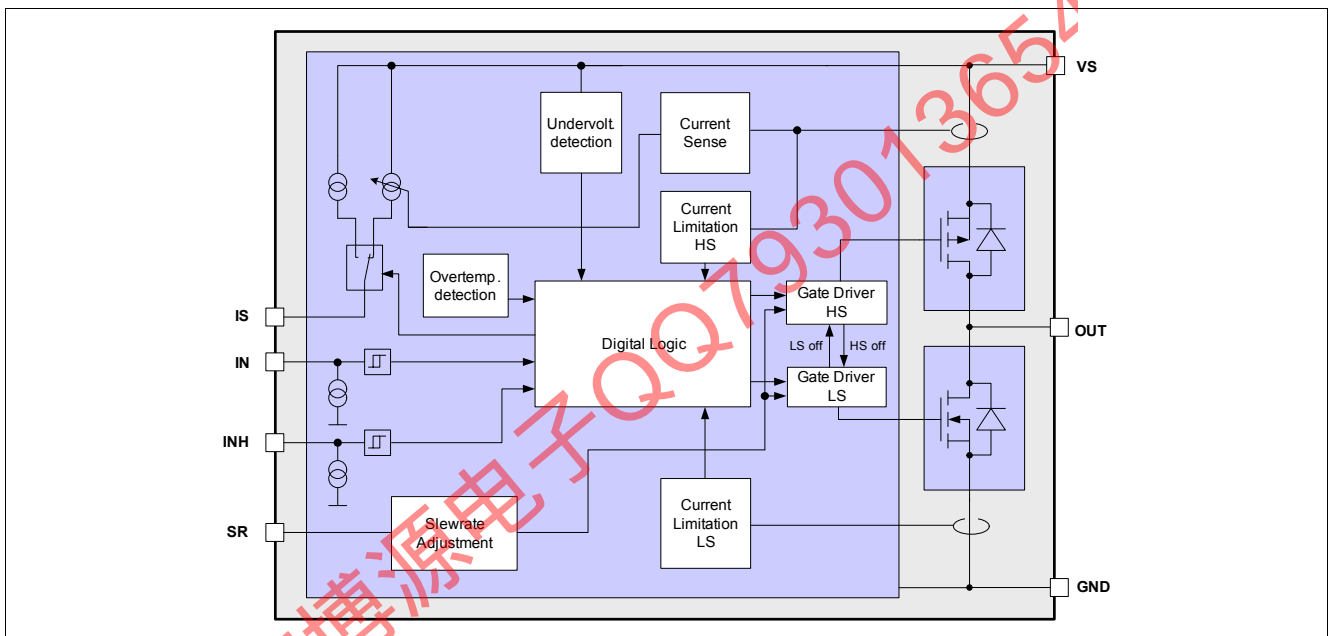 VS
Undervolt.
detection
Current
Sense
Current
Limitation
HS
Overtemp.
detection
IS
Digital Logic
Gate Driver
HS
OUT
LS off
HS off
IN
Gate Driver
LS
INH
SR
Slewrate
Adjustment
Current
Limitation
LS
GND
博源电子QQ793013654